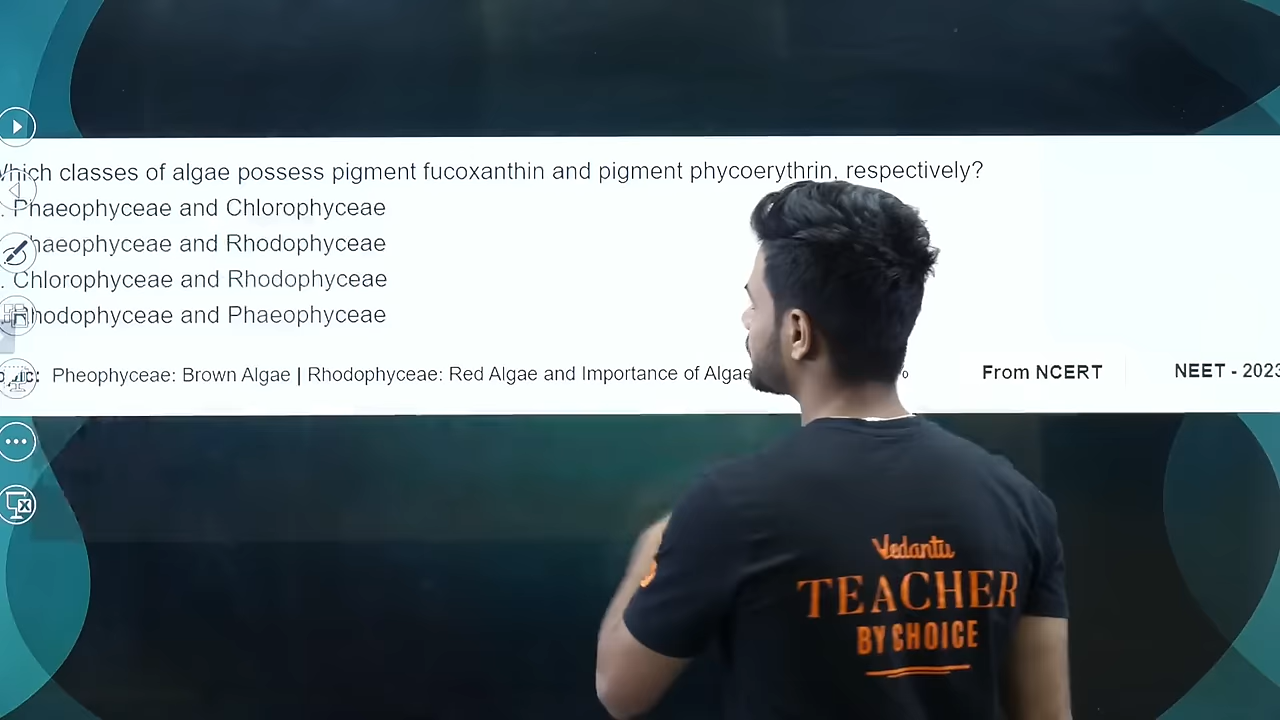 Which classes of algae possess pigment fucoxanthin and pigment phycoerythrin, respectively?
. Phaeophyceae and Chlorophyceae
haeophyceae and Rhodophyceae
. Chlorophyceae and Rhodophyceae
Rhodophyceae and Phaeophyceae
Pheophyceae: Brown Algae | Rhodophyceae: Red Algae and Importance of Algae
From NCERT
NEET - 2023
Vedantu
TEACHER
BY CHOICE